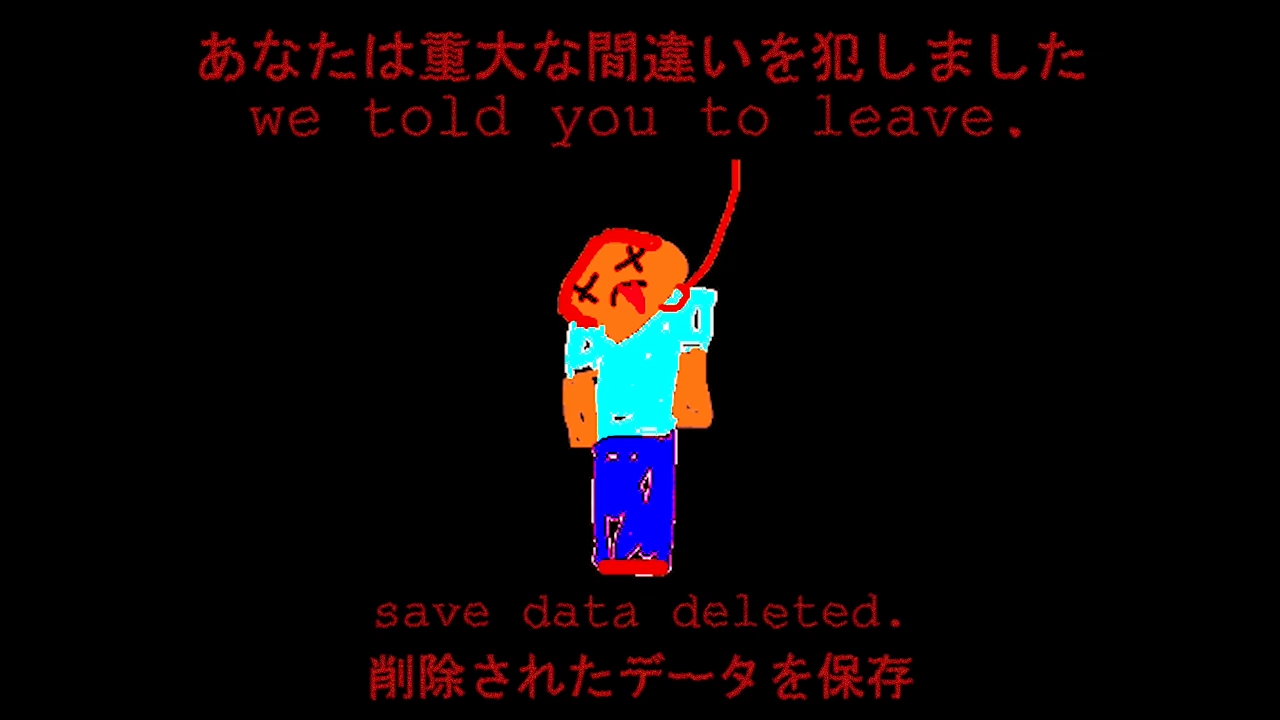 あなたは重大な間違いを犯しました
we told you to leave.
save data deleted.
削除されたデータを保存